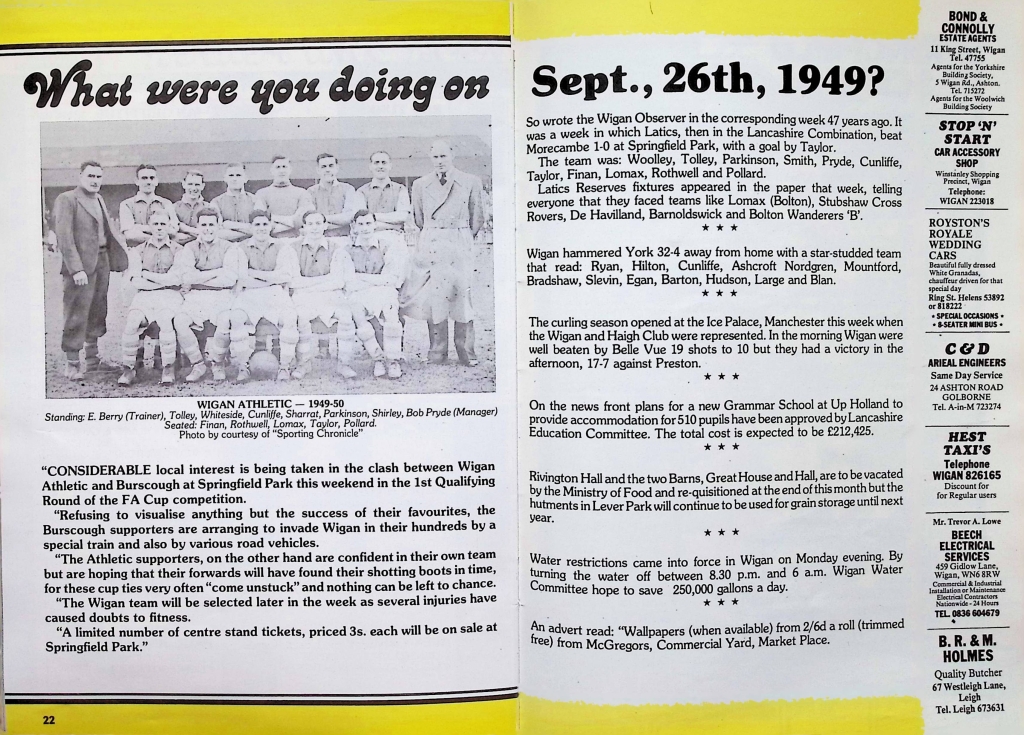 What were you doing on
WIGAN ATHLETIC — 1949-50
Standing: E. Berry (Trainer), Tolley, Whiteside, Cunliffe, Sharrat, Parkinson, Shirley, Bob Pryde (Manager)
Seated: Finan, Rothwell, Lomax, Taylor, Pollard.
Photo by courtesy of "Sporting Chronicle"
"CONSIDERABLE local interest is being taken in the clash between Wigan
Athletic and Burscough at Springfield Park this weekend in the 1st Qualifying
Round of the FA Cup competition.
"Refusing to visualise anything but the success of their favourites, the
Burscough supporters are arranging to invade Wigan in their hundreds by a
special train and also by various road vehicles.
"The Athletic supporters, on the other hand are confident in their own team
but are hoping that their forwards will have found their shotting boots in time,
for these cup ties very often "come unstuck" and nothing can be left to chance.
"The Wigan team will be selected later in the week as several injuries have
caused doubts to fitness.
"A limited number of centre stand tickets, priced 3s. each will be on sale at
Springfield Park."
22
Sept., 26th, 1949?
So wrote the Wigan Observer in the corresponding week 47 years ago. It
was a week in which Latics, then in the Lancashire Combination, beat
Morecambe 1-0 at Springfield Park, with a goal by Taylor.
The team was: Woolley, Tolley, Parkinson, Smith, Pryde, Cunliffe,
Taylor, Finan, Lomax, Rothwell and Pollard.
Latics Reserves fixtures appeared in the paper that week, telling
everyone that they faced teams like Lomax (Bolton), Stubshaw Cross
Rovers, De Havilland, Barnoldswick and Bolton Wanderers 'B'.
★ ★ ★
Wigan hammered York 32-4 away from home with a star-studded team
that read: Ryan, Hilton, Cunliffe, Ashcroft Nordgren, Mountford,
Bradshaw, Slevin, Egan, Barton, Hudson, Large and Blan.
★ ★ ★
The curling season opened at the Ice Palace, Manchester this week when
the Wigan and Haigh Club were represented. In the morning Wigan were
well beaten by Belle Vue 19 shots to 10 but they had a victory in the
afternoon, 17-7 against Preston.
★ ★ ★
On the news front plans for a new Grammar School at Up Holland to
provide accommodation for 510 pupils have been approved by Lancashire
Education Committee. The total cost is expected to be £212,425.
★ ★ ★
Rivington Hall and the two Barns, Great House and Hall, are to be vacated
by the Ministry of Food and re-quisitioned at the end of this month but the
hutments in Lever Park will continue to be used for grain storage until next
year.
★ ★ ★
Water restrictions came into force in Wigan on Monday evening. By
turning the water off between 8.30 p.m. and 6 a.m. Wigan Water
Committee hope to save 250,000 gallons a day.
★ ★ ★
An advert read: "Wallpapers (when available) from 2/6d a roll (trimmed
free) from McGregors, Commercial Yard, Market Place.
BOND &
CONNOLLY
ESTATE AGENTS
11 King Street, Wigan
Tel. 47755
Agents for the Yorkshire
Building Society,
5 Wigan Rd., Ashton.
Tel. 715272
Agents for the Woolwich
Building Society
STOP 'N'
START
CAR ACCESSORY
SHOP
Winstanley Shopping
Precinct, Wigan
Telephone:
WIGAN 223018
ROYSTON'S
ROYALE
WEDDING
CARS
Beautiful fully dressed
White Granadas,
chauffeur driven for that
special day
Ring St. Helens 53892
or 818222
• SPECIAL OCCASIONS •
• 8-SEATER MINI BUS •
C & D
ARIEAL ENGINEERS
Same Day Service
24 ASHTON ROAD
GOLBORNE
Tel. A-in-M 723274
HEST
TAXI'S
Telephone
WIGAN 826165
Discount for
for Regular users
Mr. Trevor A. Lowe
BEECH
ELECTRICAL
SERVICES
459 Gidlow Lane,
Wigan, WN6 8RW
Commercial & Industrial
Installation or Maintenance
Electrical Contractors
Nationwide - 24 Hours
TEL. 0836 604679
B. R. & M.
HOLMES
Quality Butcher
67 Westleigh Lane,
Leigh
Tel. Leigh 673631